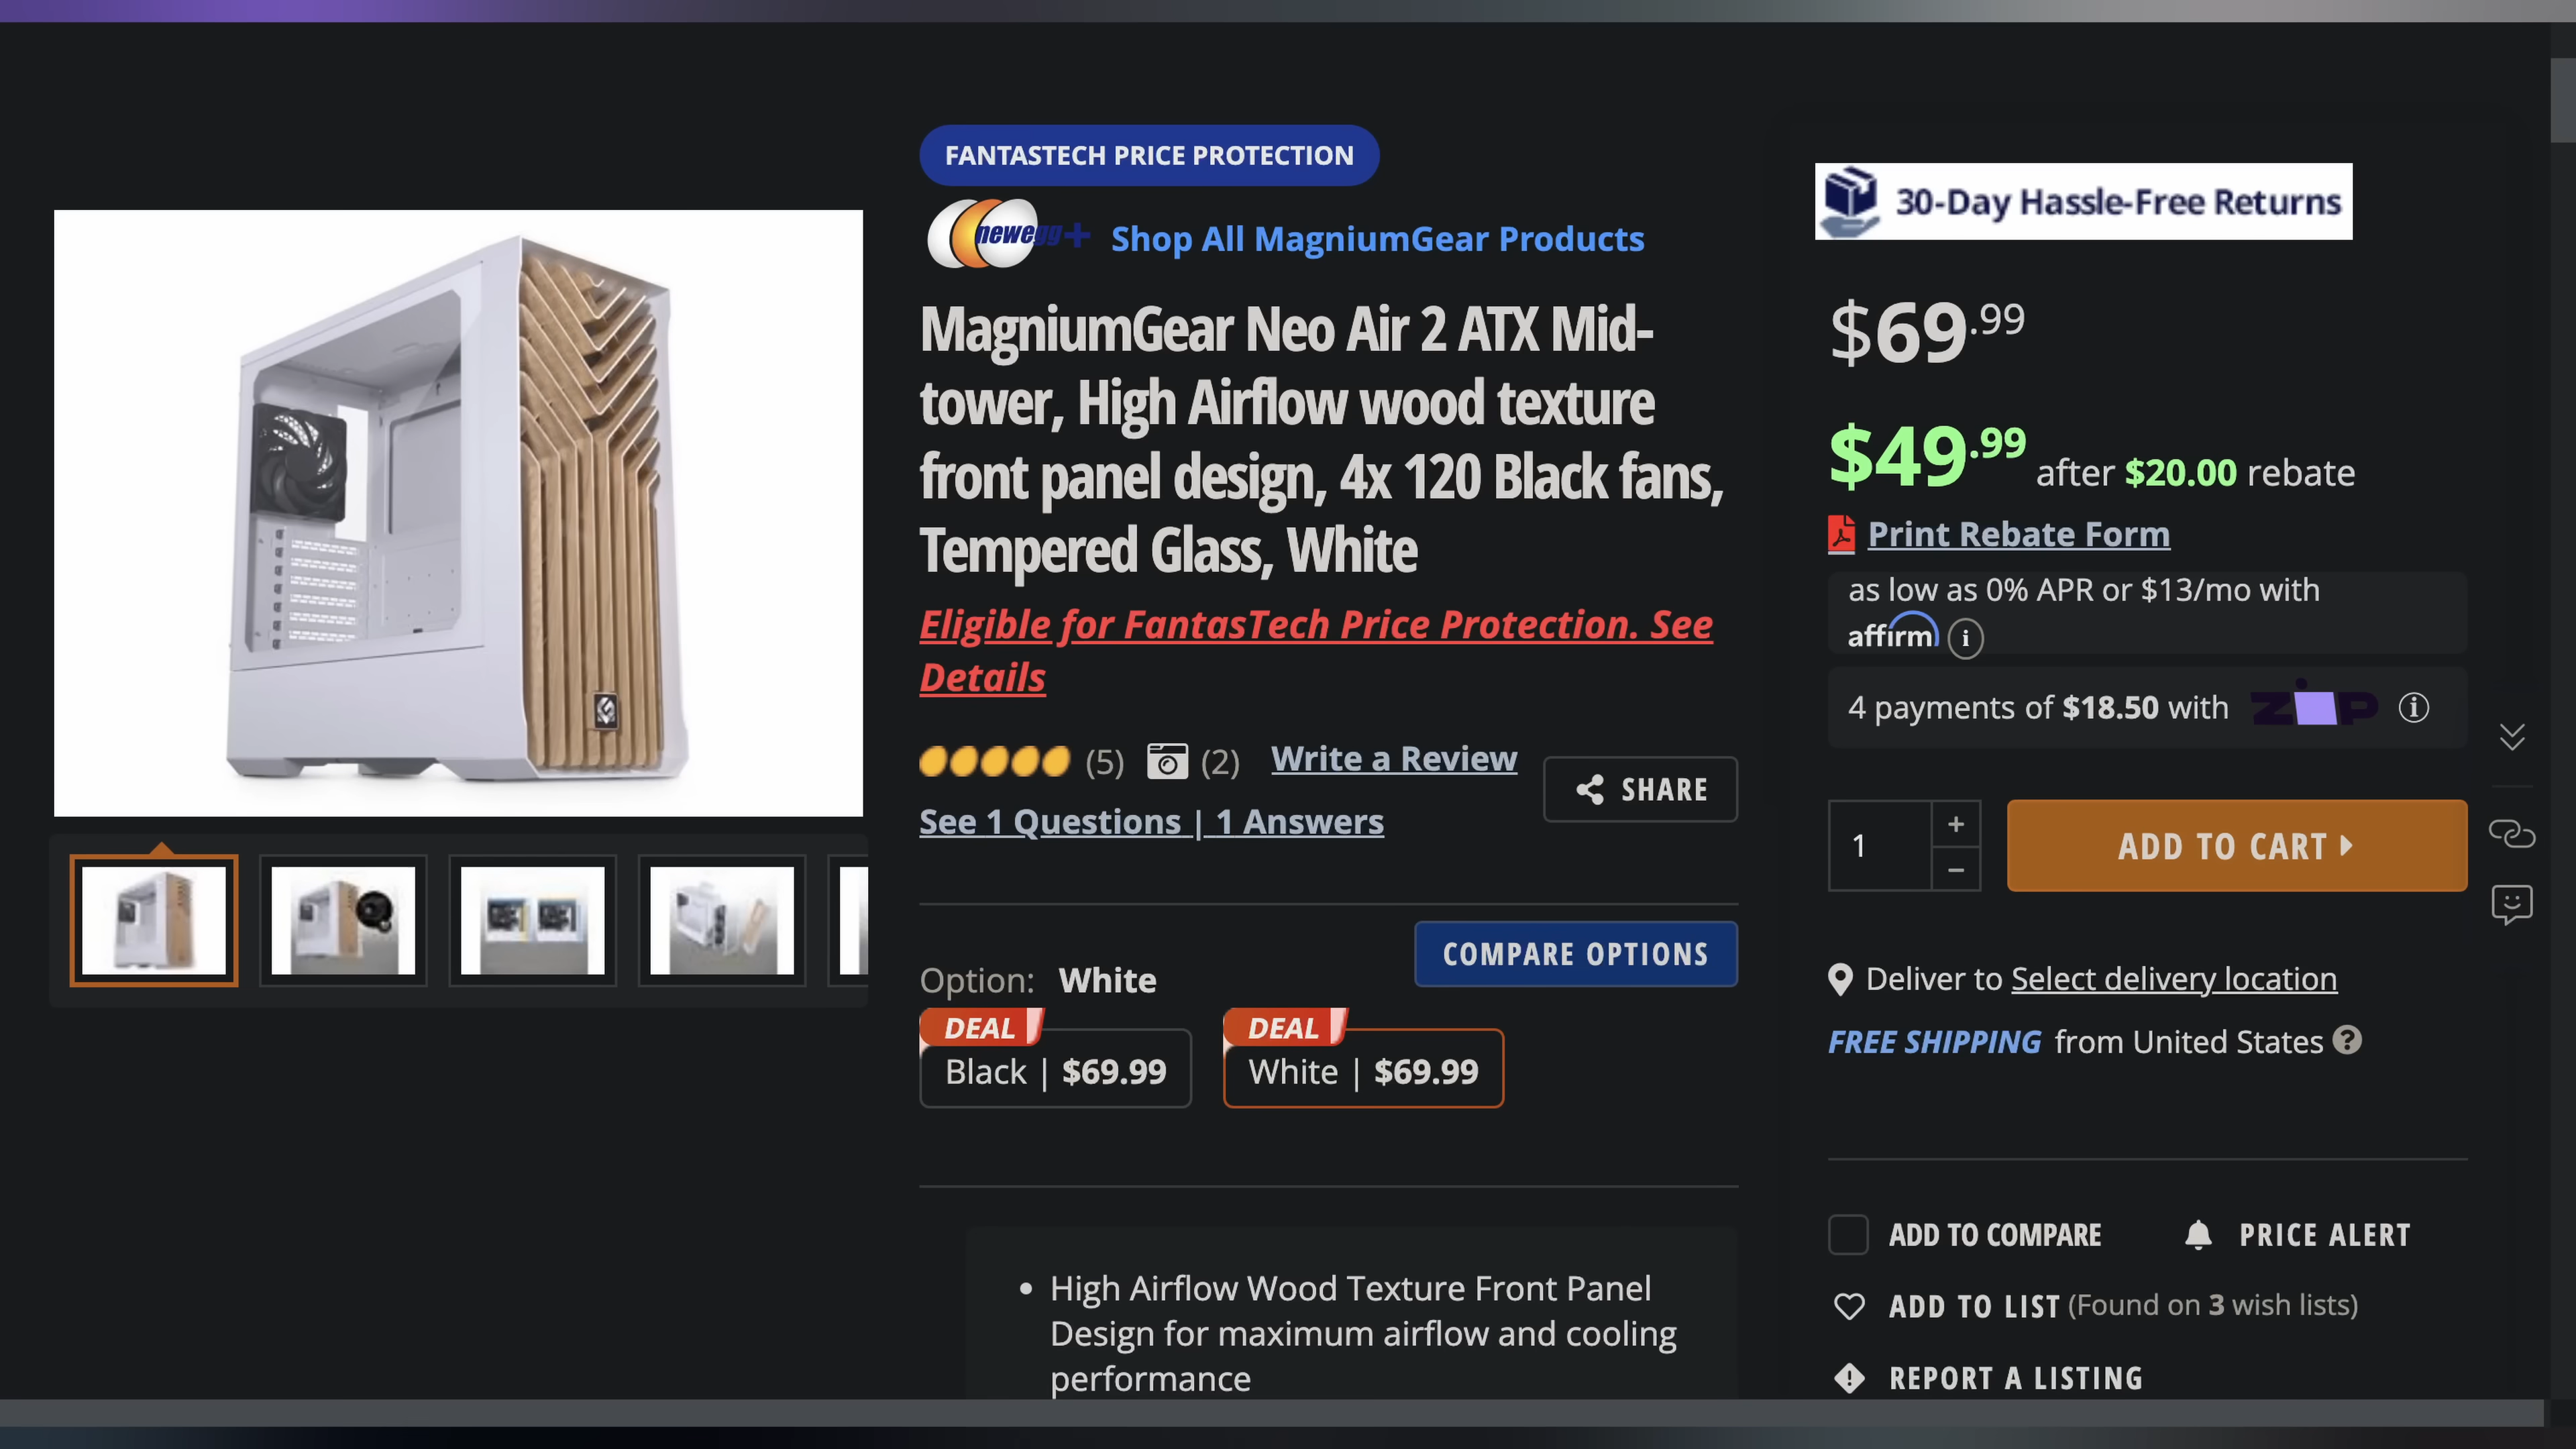 FANTASTECH PRICE PROTECTION
newegg+ Shop All MagniumGear Products
MagniumGear Neo Air 2 ATX Mid-
tower, High Airflow wood texture
front panel design, 4x 120 Black fans,
Tempered Glass, White
Eligible for FantasTech Price Protection. See
Details
(5) (2) Write a Review
SHARE
See 1 Questions | 1 Answers
COMPARE OPTIONS
Option: White
DEAL
Black | $69.99
DEAL
White | $69.99
• High Airflow Wood Texture Front Panel
Design for maximum airflow and cooling
performance
30-Day Hassle-Free Returns
$69.99
$49.99 after $20.00 rebate
Print Rebate Form
as low as 0% APR or $13/mo with
affirm
4 payments of $18.50 with zip
1
ADD TO CART
Deliver to Select delivery location
FREE SHIPPING from United States
ADD TO COMPARE
PRICE ALERT
ADD TO LIST (Found on 3 wish lists)
REPORT A LISTING